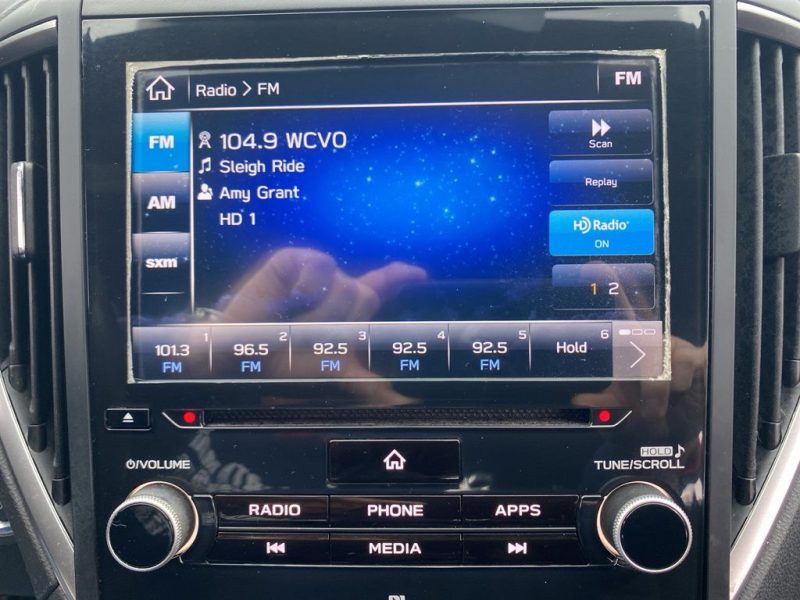 Radio > FM
FM
FM
AM
sxm
104.9 WCVO
Sleigh Ride
Amy Grant
HD 1
Scan
Replay
HD Radio
ON
1 2
1
101.3
FM
2
96.5
FM
3
92.5
FM
4
92.5
FM
5
92.5
FM
6
Hold
/VOLUME
HOLD
TUNE/SCROLL
RADIO
PHONE
APPS
MEDIA